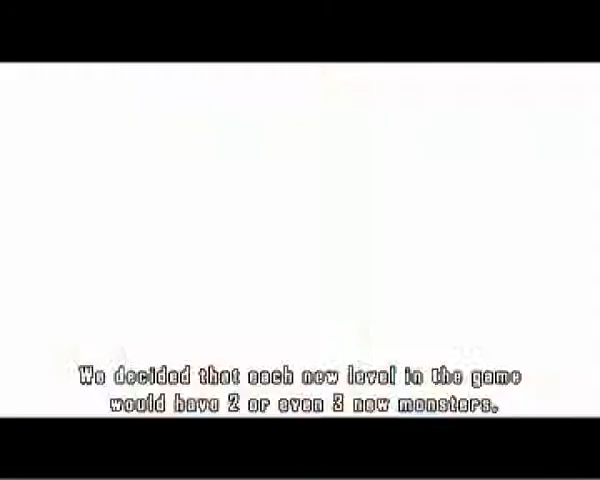 We decided that each new level in the game
would have 2 or even 3 new monsters.